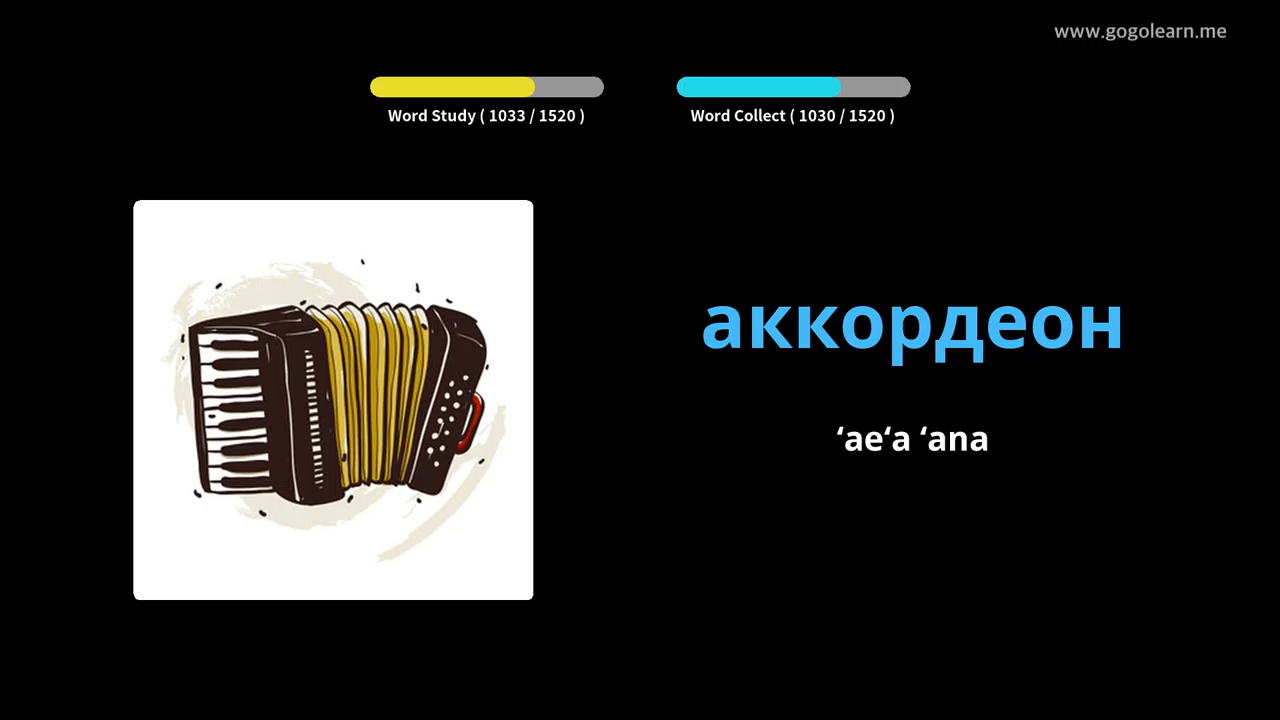 www.gogolearn.me
Word Study ( 1033 / 1520 )
Word Collect ( 1030 / 1520 )
аккордеон
ʻaeʻa ʻana